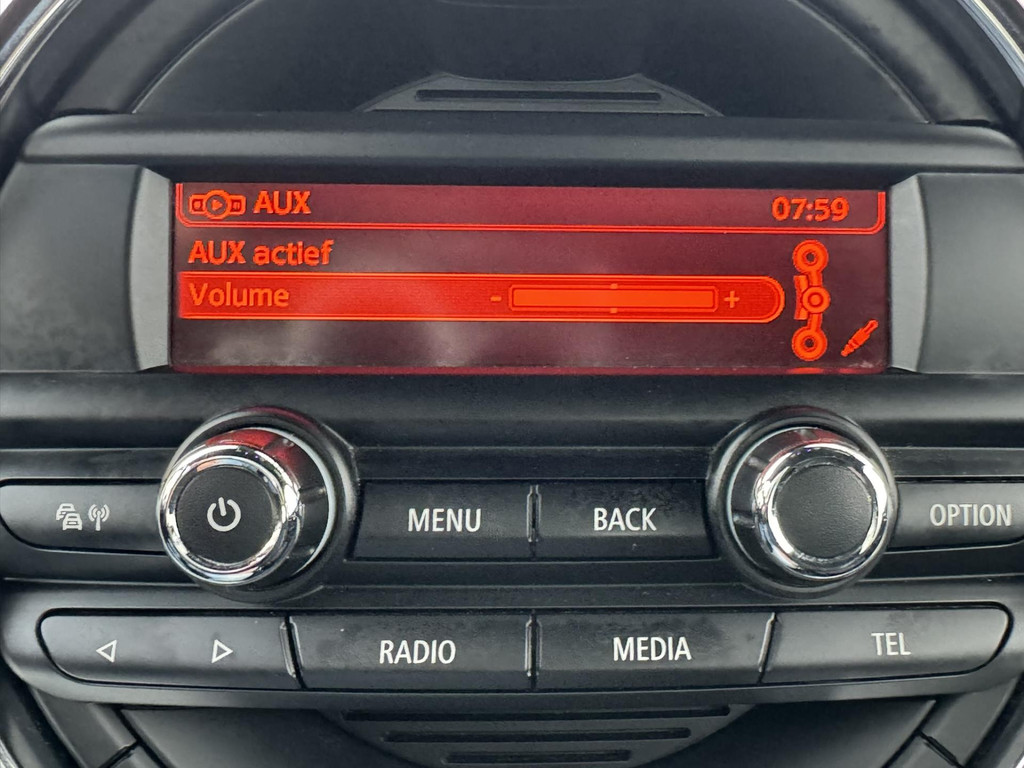 AUX 07:59
AUX actief
Volume - +
MENU BACK OPTION
RADIO MEDIA TEL